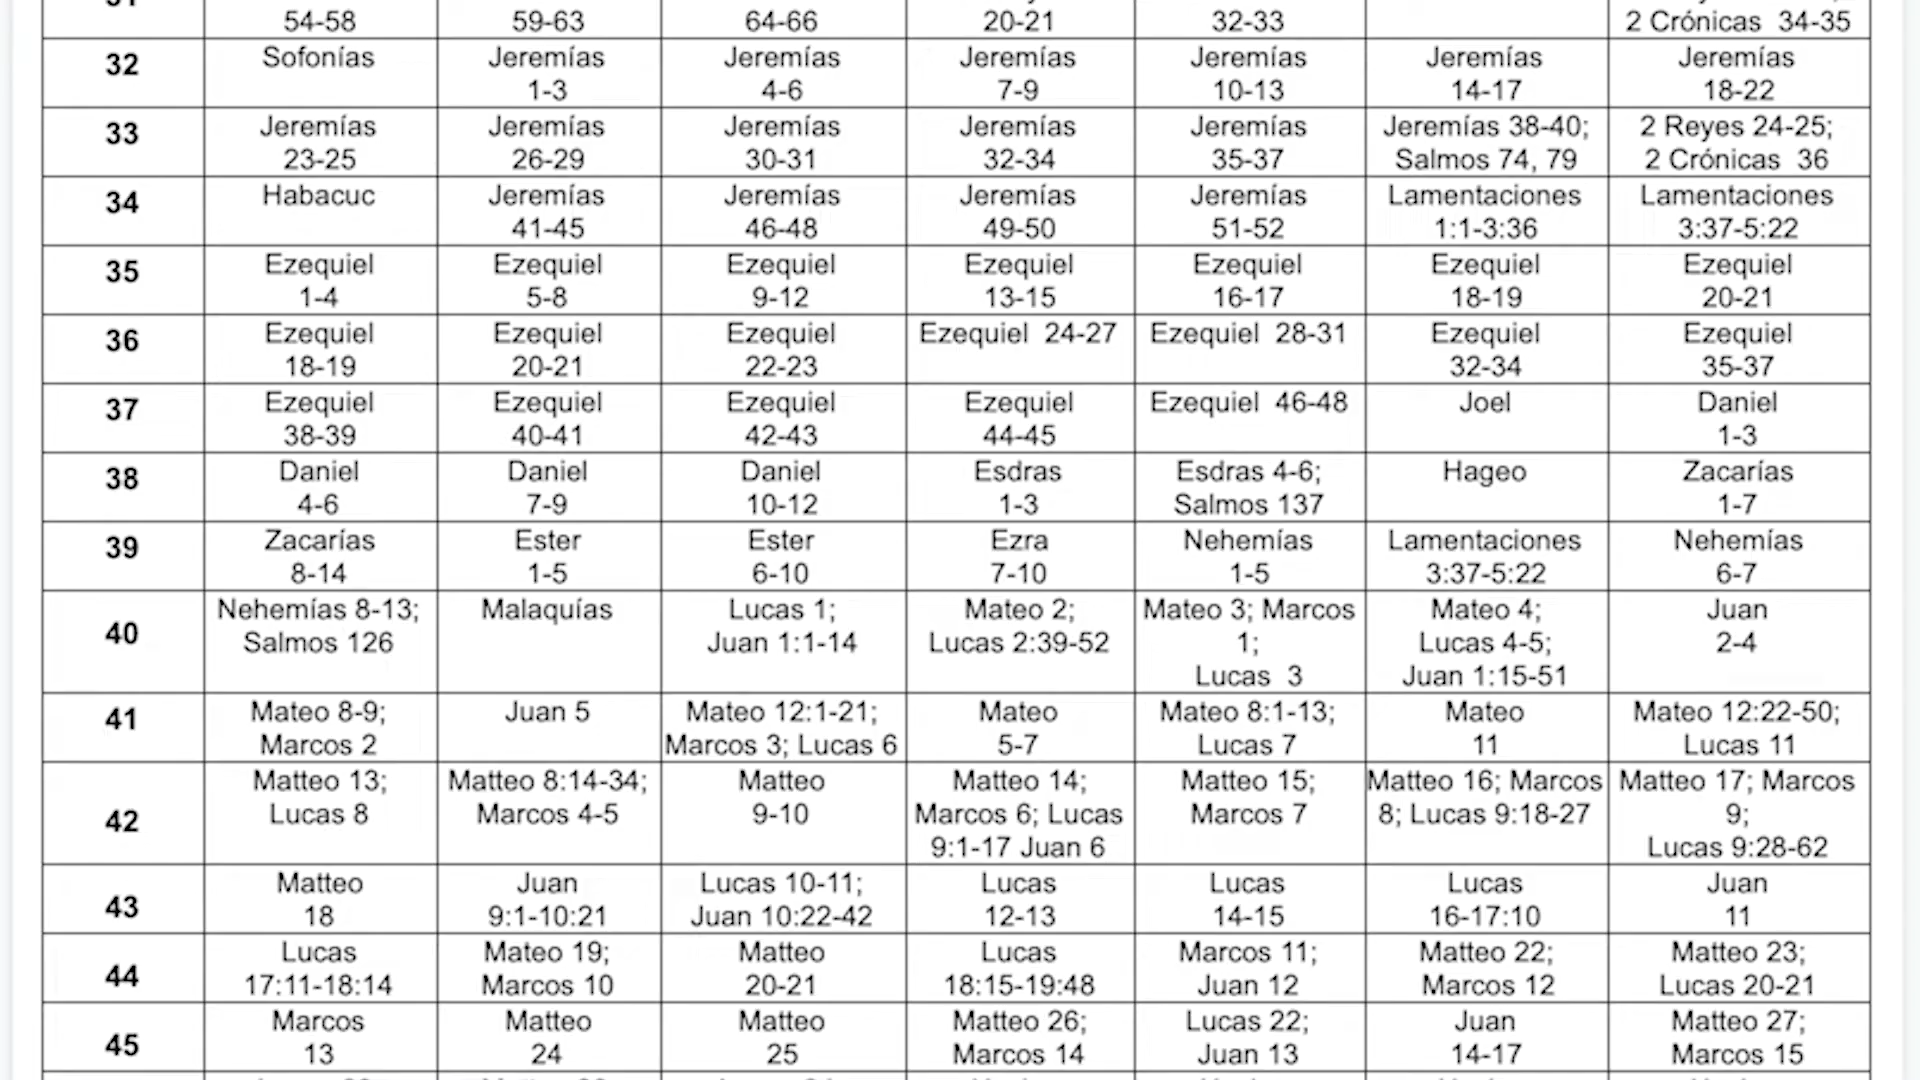 54-58 59-63 64-66 20-21 32-33 2 Crónicas 34-35
32 Sofonías Jeremías Jeremías Jeremías Jeremías Jeremías Jeremías
1-3 4-6 7-9 10-13 14-17 18-22
33 Jeremías Jeremías Jeremías Jeremías Jeremías Jeremías 38-40; 2 Reyes 24-25;
23-25 26-29 30-31 32-34 35-37 Salmos 74, 79 2 Crónicas 36
34 Habacuc Jeremías Jeremías Jeremías Jeremías Lamentaciones Lamentaciones
41-45 46-48 49-50 51-52 1:1-3:36 3:37-5:22
35 Ezequiel Ezequiel Ezequiel Ezequiel Ezequiel Ezequiel Ezequiel
1-4 5-8 9-12 13-15 16-17 18-19 20-21
36 Ezequiel Ezequiel Ezequiel Ezequiel 24-27 Ezequiel 28-31 Ezequiel Ezequiel
18-19 20-21 22-23 32-34 35-37
37 Ezequiel Ezequiel Ezequiel Ezequiel Ezequiel 46-48 Joel Daniel
38-39 40-41 42-43 44-45 1-3
38 Daniel Daniel Daniel Esdras Esdras 4-6; Hageo Zacarías
4-6 7-9 10-12 1-3 Salmos 137 1-7
39 Zacarías Ester Ester Ezra Nehemías Lamentaciones Nehemías
8-14 1-5 6-10 7-10 1-5 3:37-5:22 6-7
40 Nehemías 8-13; Malaquías Lucas 1; Mateo 2; Mateo 3; Marcos Mateo 4; Juan
Salmos 126 Juan 1:1-14 Lucas 2:39-52 1; Lucas 4-5; 2-4
Lucas 3 Juan 1:15-51
41 Mateo 8-9; Juan 5 Mateo 12:1-21; Mateo Mateo 8:1-13; Mateo Mateo 12:22-50;
Marcos 2 Marcos 3; Lucas 6 5-7 Lucas 7 11 Lucas 11
42 Matteo 13; Matteo 8:14-34; Matteo Matteo 14; Matteo 15; Matteo 16; Marcos Matteo 17; Marcos
Lucas 8 Marcos 4-5 9-10 Marcos 6; Lucas Marcos 7 8; Lucas 9:18-27 9;
9:1-17 Juan 6 Lucas 9:28-62
43 Matteo Juan Lucas 10-11; Lucas Lucas Lucas Juan
18 9:1-10:21 Juan 10:22-42 12-13 14-15 16-17:10 11
44 Lucas Mateo 19; Matteo Lucas Marcos 11; Matteo 22; Matteo 23;
17:11-18:14 Marcos 10 20-21 18:15-19:48 Juan 12 Marcos 12 Lucas 20-21
45 Marcos Matteo Matteo Matteo 26; Lucas 22; Juan Matteo 27;
13 24 25 Marcos 14 Juan 13 14-17 Marcos 15